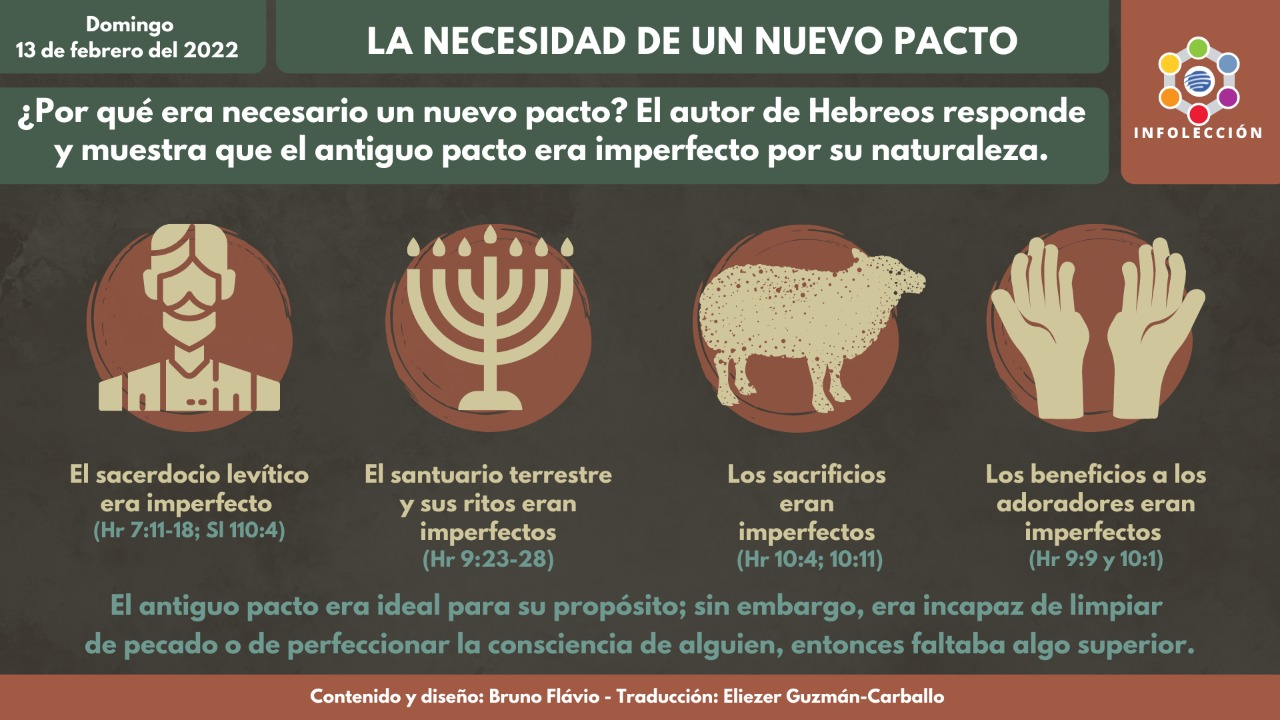 Domingo
13 de febrero del 2022
LA NECESIDAD DE UN NUEVO PACTO
INFOLECCIÓN
¿Por qué era necesario un nuevo pacto? El autor de Hebreos responde
y muestra que el antiguo pacto era imperfecto por su naturaleza.
El sacerdocio levítico
era imperfecto
(Hr 7:11-18; Sl 110:4)
El santuario terrestre
y sus ritos eran
imperfectos
(Hr 9:23-28)
Los sacrificios
eran
imperfectos
(Hr 10:4; 10:11)
Los beneficios a los
adoradores eran
imperfectos
(Hr 9:9 y 10:1)
El antiguo pacto era ideal para su propósito; sin embargo, era incapaz de limpiar
de pecado o de perfeccionar la consciencia de alguien, entonces faltaba algo superior.
Contenido y diseño: Bruno Flávio - Traducción: Eliezer Guzmán-Carballo